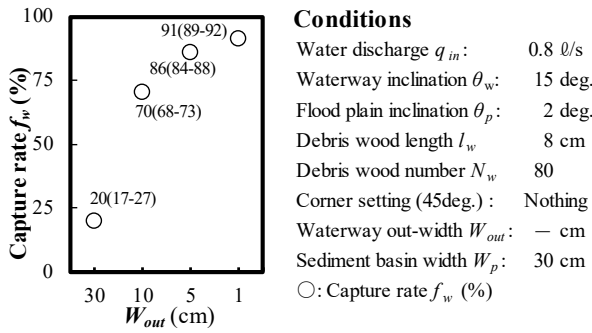 100
75
50
25
0
Capture rate f_w (%)
91(89-92)
86(84-88)
70(68-73)
20(17-27)
30 10 5 1
W_out (cm)
Conditions
Water discharge q_in: 0.8 ℓ/s
Waterway inclination θ_w: 15 deg.
Flood plain inclination θ_p: 2 deg.
Debris wood length l_w 8 cm
Debris wood number N_w 80
Corner setting (45deg.) : Nothing
Waterway out-width W_out: — cm
Sediment basin width W_p: 30 cm
○: Capture rate f_w (%)